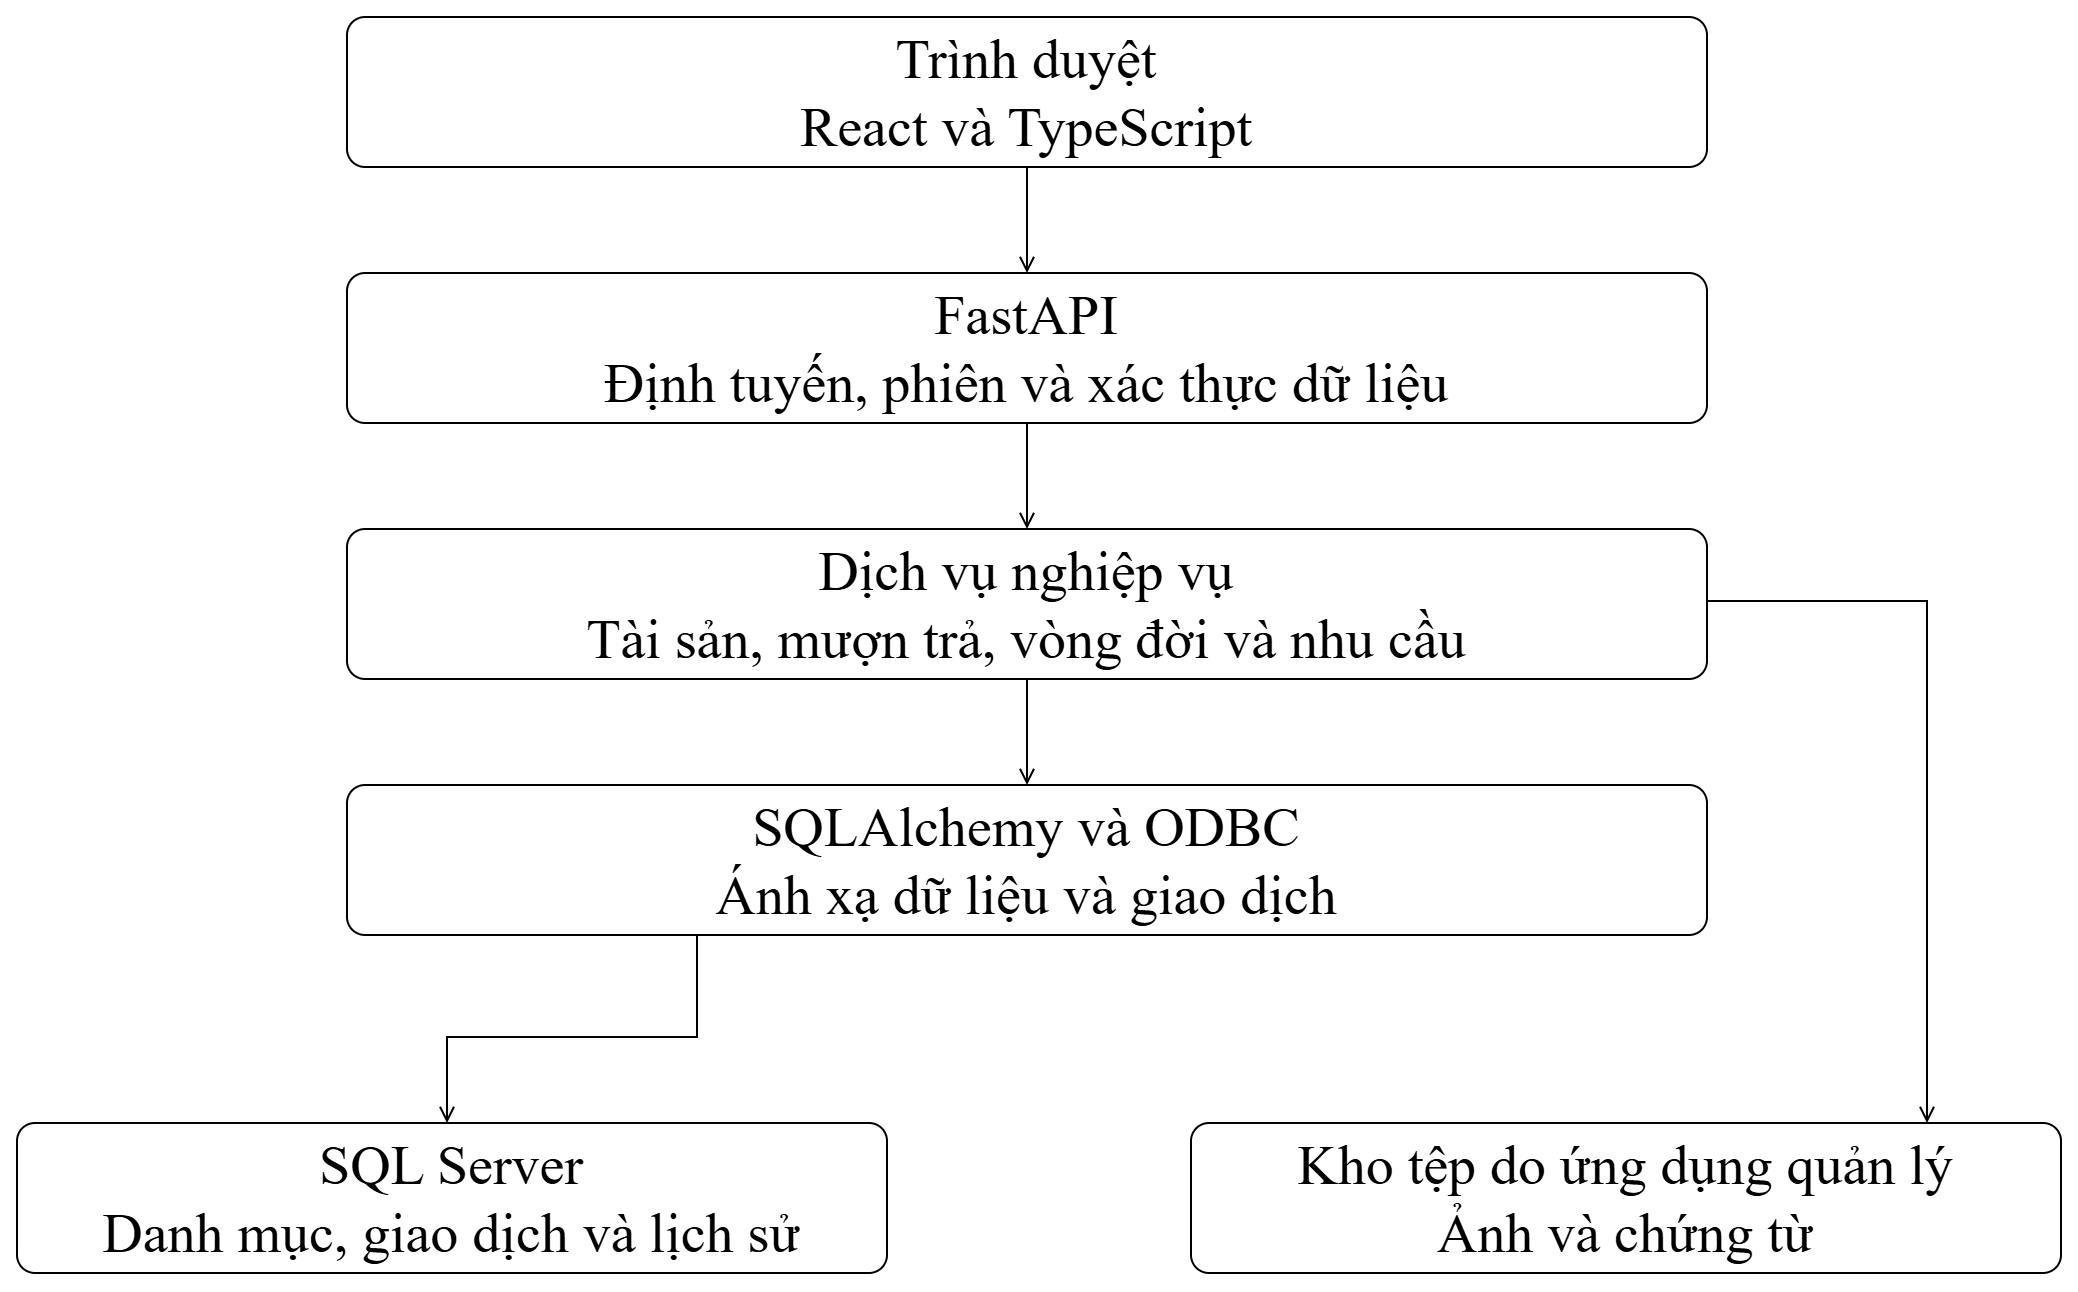 Trình duyệt
React và TypeScript
FastAPI
Định tuyến, phiên và xác thực dữ liệu
Dịch vụ nghiệp vụ
Tài sản, mượn trả, vòng đời và nhu cầu
SQLAlchemy và ODBC
Ánh xạ dữ liệu và giao dịch
SQL Server
Danh mục, giao dịch và lịch sử
Kho tệp do ứng dụng quản lý
Ảnh và chứng từ